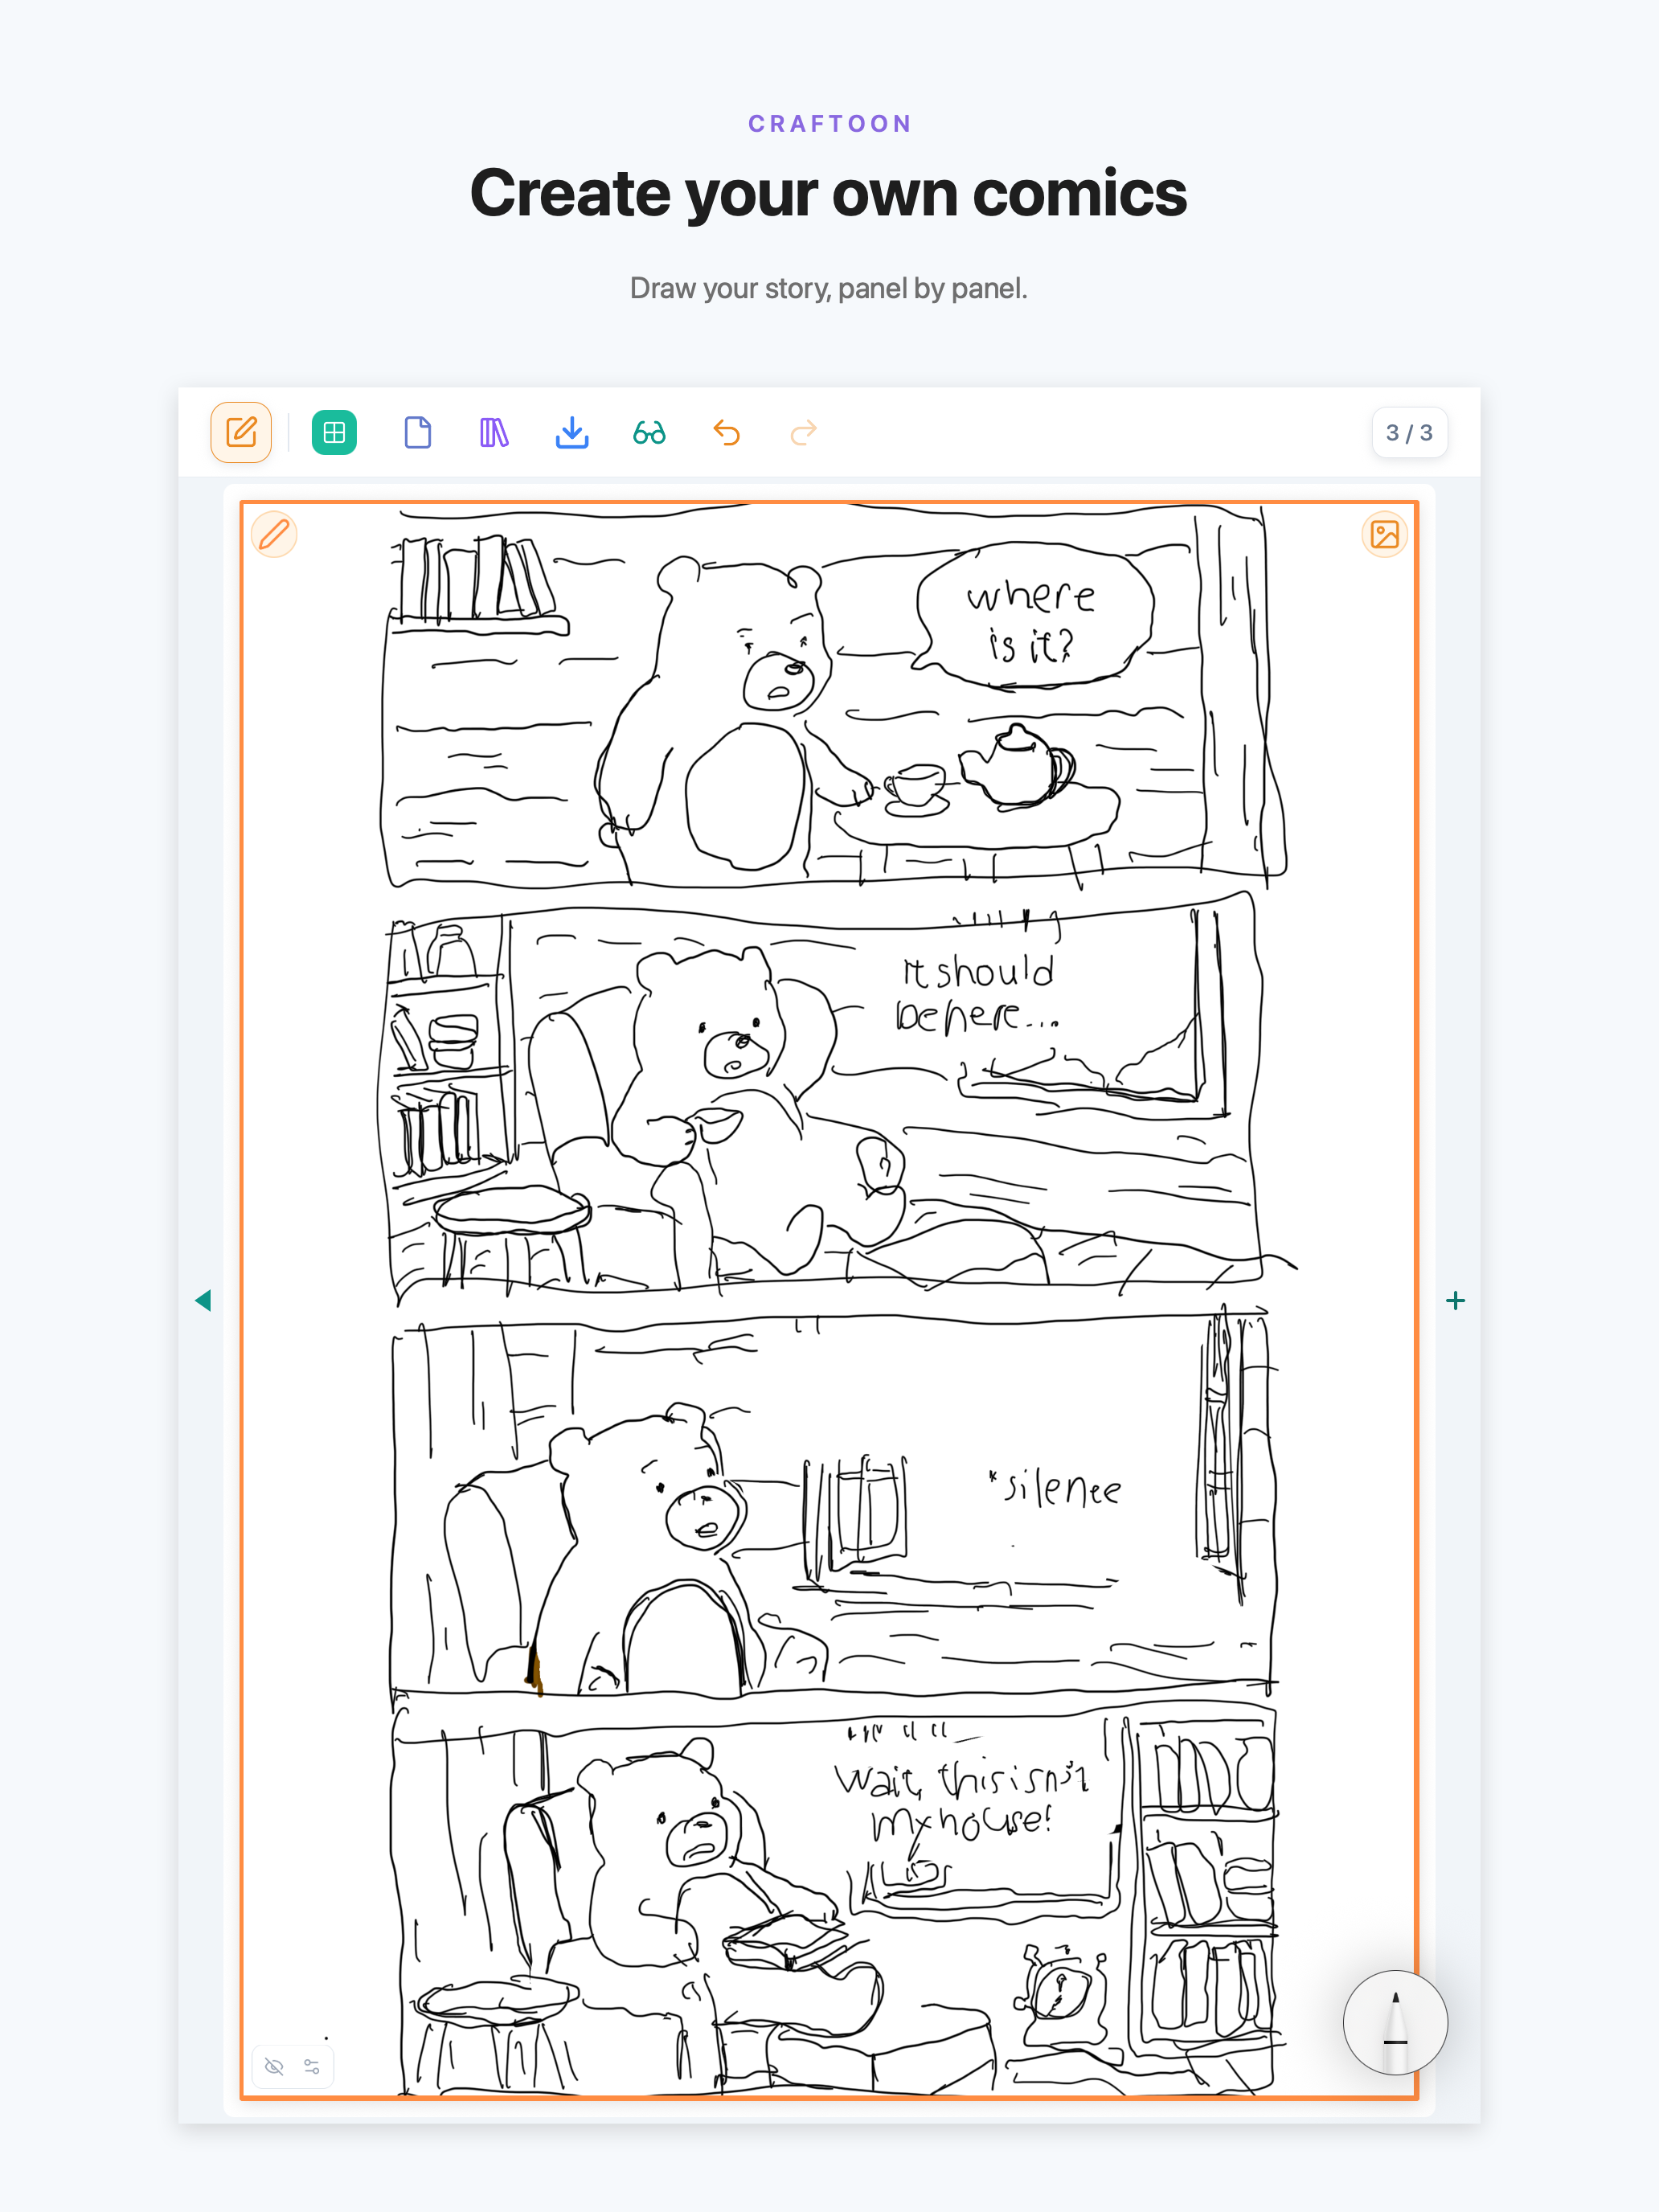 CRAFTOON
Create your own comics
Draw your story, panel by panel.
3 / 3
where
is it?
It should
be here...
*silence
Wait, this isn't
my house!